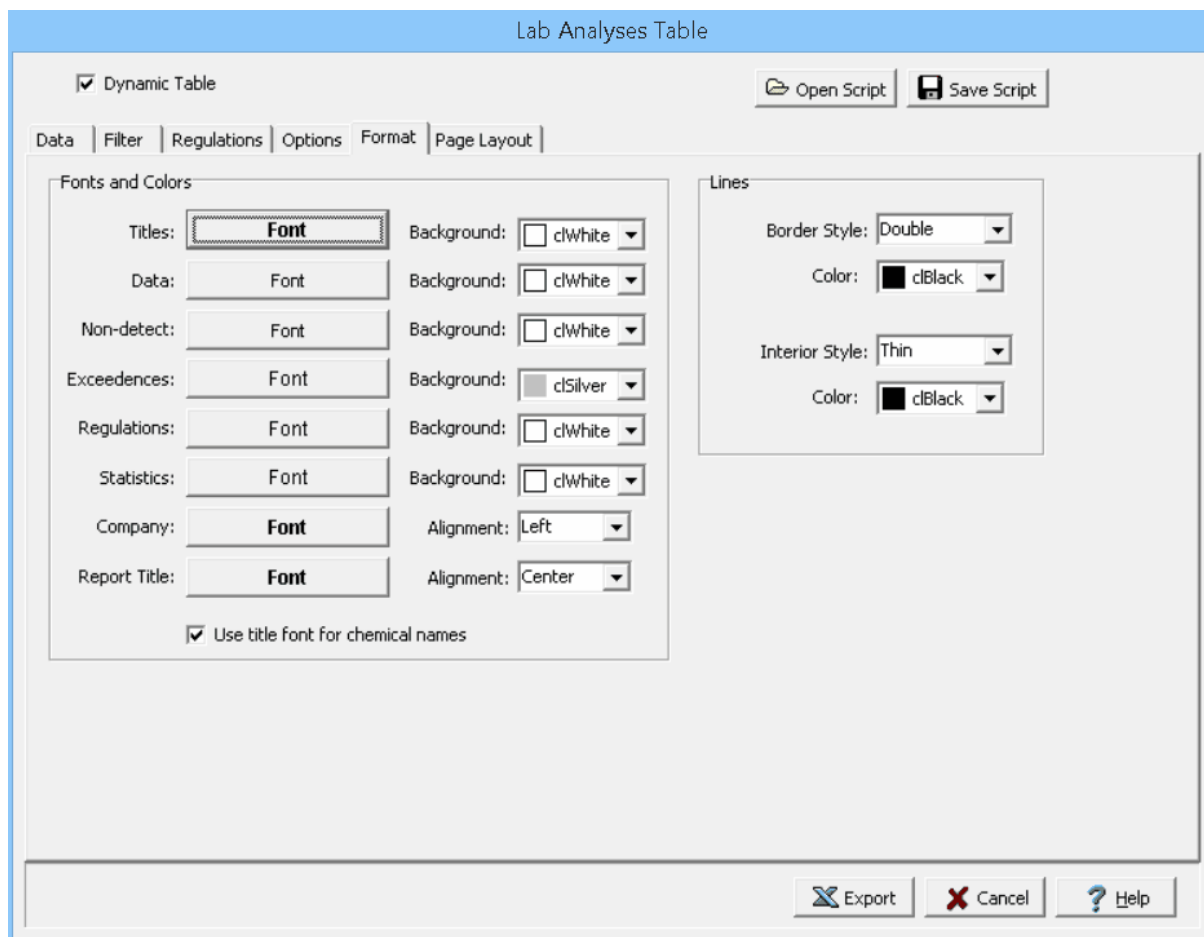 Lab Analyses Table
Dynamic Table
Open Script
Save Script
Data
Filter
Regulations
Options
Format
Page Layout
Fonts and Colors
Titles: Font Background: clWhite
Data: Font Background: clWhite
Non-detect: Font Background: clWhite
Exceedences: Font Background: clSilver
Regulations: Font Background: clWhite
Statistics: Font Background: clWhite
Company: Font Alignment: Left
Report Title: Font Alignment: Center
Use title font for chemical names
Lines
Border Style: Double
Color: clBlack
Interior Style: Thin
Color: clBlack
Export
Cancel
Help